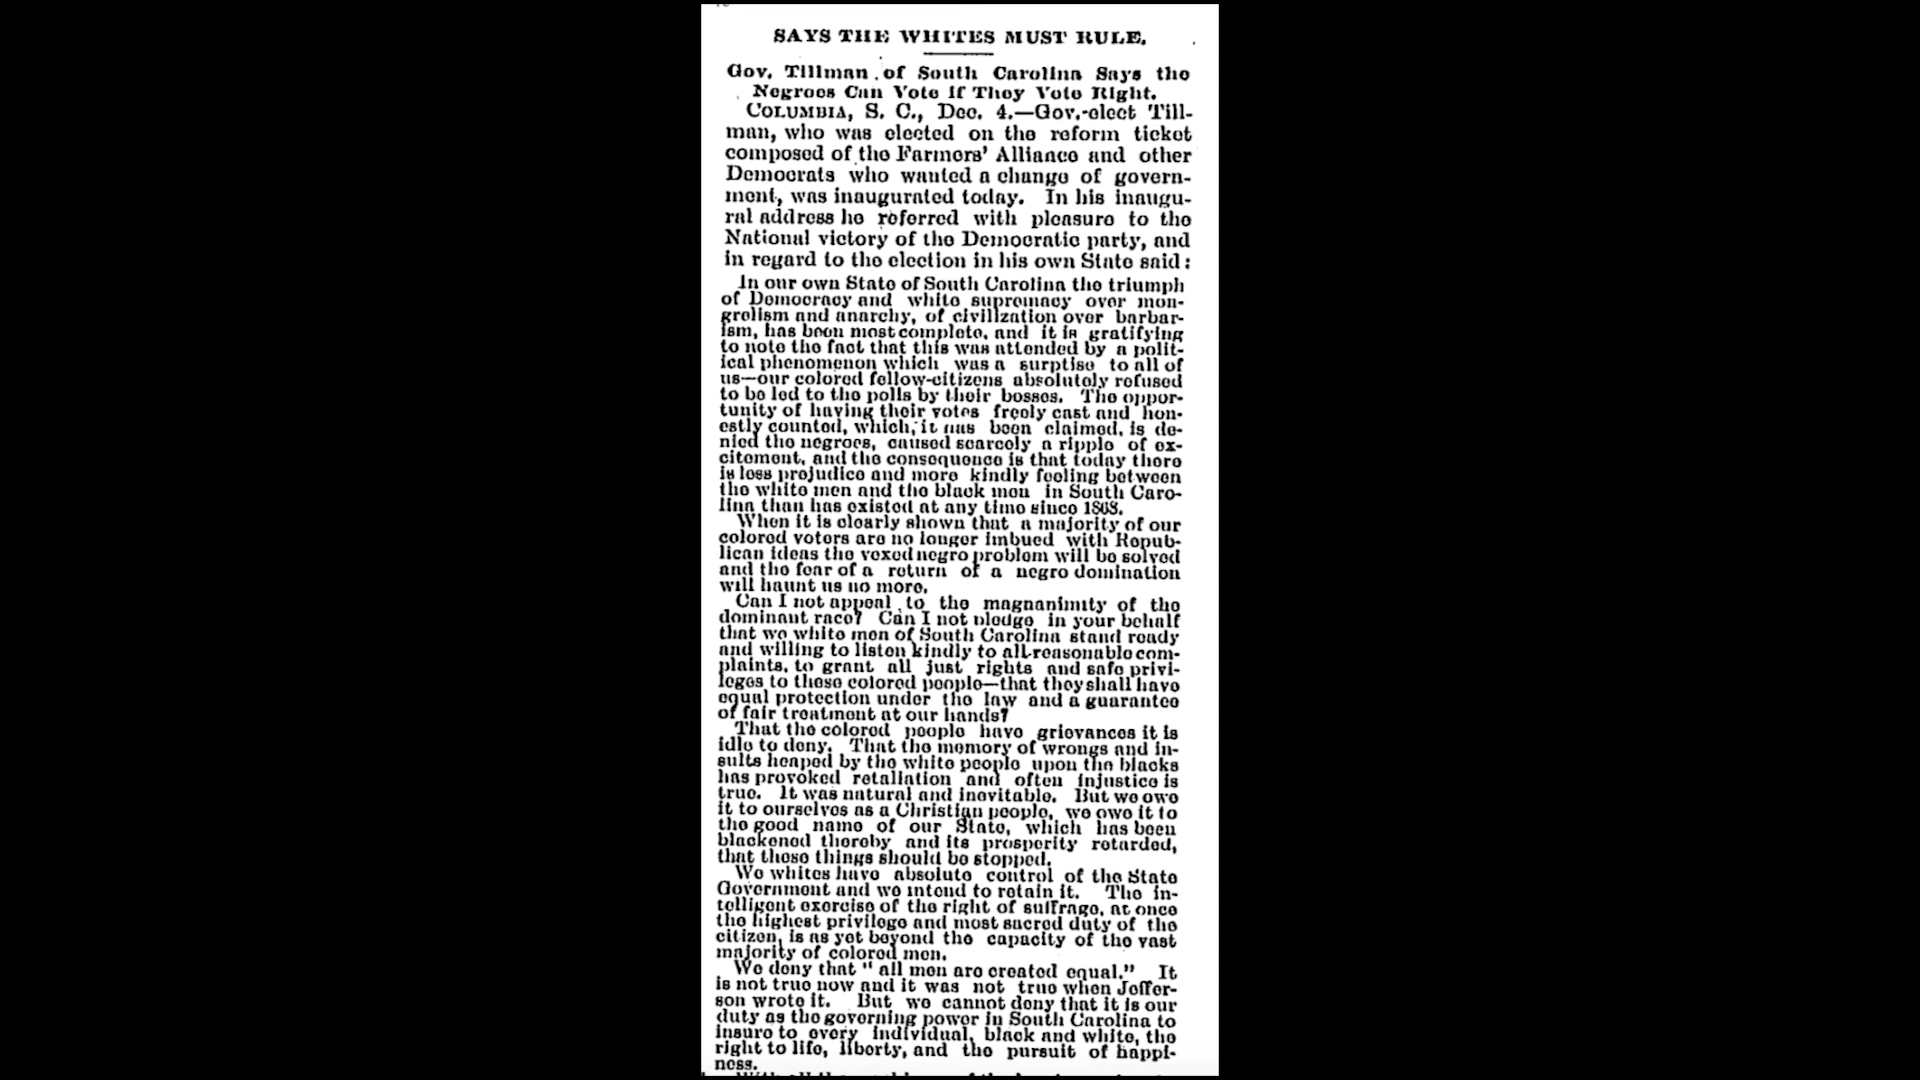 SAYS THE WHITES MUST RULE.
Gov. Tillman of South Carolina Says the
Negroes Can Vote if They Vote Right.
COLUMBIA, S. C., Dec. 4.—Gov.-elect Till-
man, who was elected on the reform ticket
composed of the Farmers' Alliance and other
Democrats who wanted a change of govern-
ment, was inaugurated today. In his inaugu-
ral address he referred with pleasure to the
National victory of the Democratic party, and
in regard to the election in his own State said:
In our own State of South Carolina the triumph
of Democracy and white supremacy over mon-
grelism and anarchy, of civilization over barbar-
ism, has been most complete, and it is gratifying
to note the fact that this was attended by a polit-
ical phenomenon which was a surprise to all of
us—our colored fellow-citizens absolutely refused
to be led to the polls by their bosses. The oppor-
tunity of having their votes freely cast and hon-
estly counted, which, it has been claimed, is de-
nied the negroes, caused scarcely a ripple of ex-
citement, and the consequence is that today there
is less prejudice and more kindly feeling between
the white men and the black men in South Caro-
lina than has existed at any time since 1868.
When it is clearly shown that a majority of our
colored voters are no longer imbued with Repub-
lican ideas the vexed negro problem will be solved
and the fear of a return of a negro domination
will haunt us no more.
Can I not appeal to the magnanimity of the
dominant race? Can I not pledge in your behalf
that we white men of South Carolina stand ready
and willing to listen kindly to all reasonable com-
plaints, to grant all just rights and safe privi-
leges to these colored people—that they shall have
equal protection under the law and a guarantee
of fair treatment at our hands?
That the colored people have grievances it is
idle to deny. That the memory of wrongs and in-
sults heaped by the white people upon the blacks
has provoked retaliation and often injustice is
true. It was natural and inevitable. But we owe
it to ourselves as a Christian people, we owe it to
the good name of our State, which has been
blackened thereby and its prosperity retarded,
that these things should be stopped.
We whites have absolute control of the State
Government and we intend to retain it. The in-
telligent exercise of the right of suffrage, at once
the highest privilege and most sacred duty of the
citizen, is as yet beyond the capacity of the vast
majority of colored men.
We deny that "all men are created equal." It
is not true now and it was not true when Jeffer-
son wrote it. But we cannot deny that it is our
duty as the governing power in South Carolina to
insure to every individual, black and white, the
right to life, liberty, and the pursuit of happi-
ness.